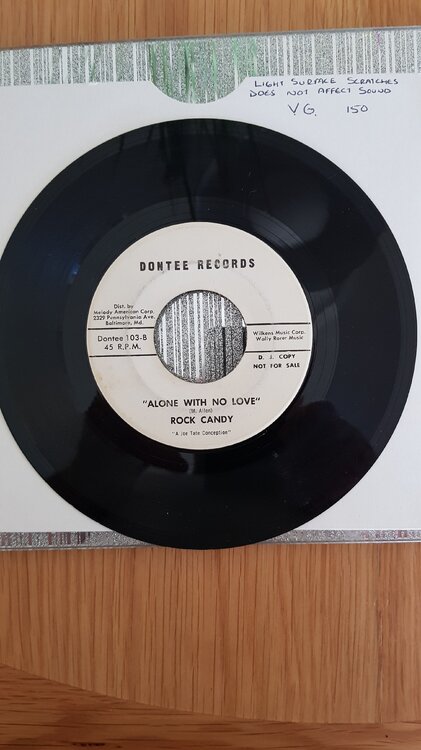 LIGHT SURFACE SCRATCHES
DOES NOT AFFECT SOUND
V.G. 150
DONTEE RECORDS
Dist. by
Melody American Corp.
2329 Pennsylvania Ave.
Baltimore, Md.
Dontee 103-B
45 R.P.M.
Wilkens Music Corp.
Wally Roker Music
D. J. COPY
NOT FOR SALE
"ALONE WITH NO LOVE"
(M. Allen)
ROCK CANDY
"A Joe Tate Conception"